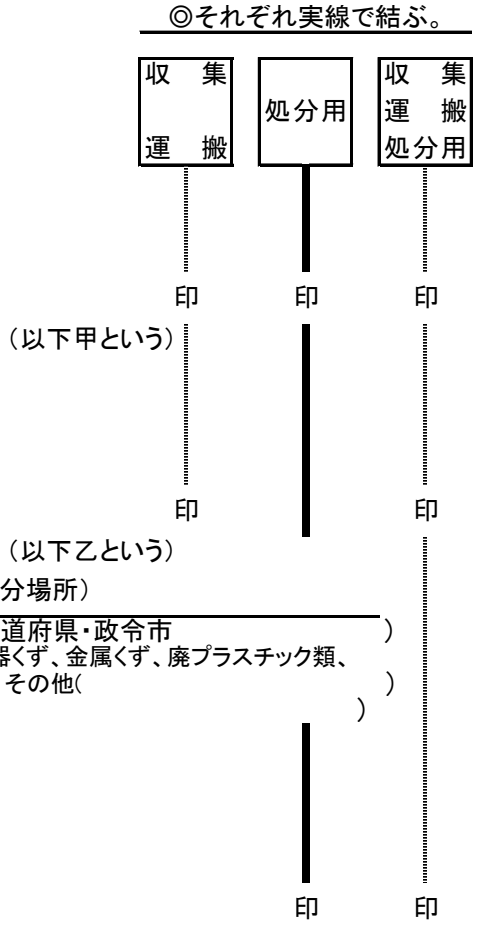 ◎それぞれ実線で結ぶ。
収　集
運　搬
処分用
収　集
運　搬
処分用
印　印　印
（以下甲という）
印　印
（以下乙という）
分場所）
道府県・政令市　　　　　　　）
器くず、金属くず、廃プラスチック類、
その他(　　　　　　　　　　　）
）
印　印